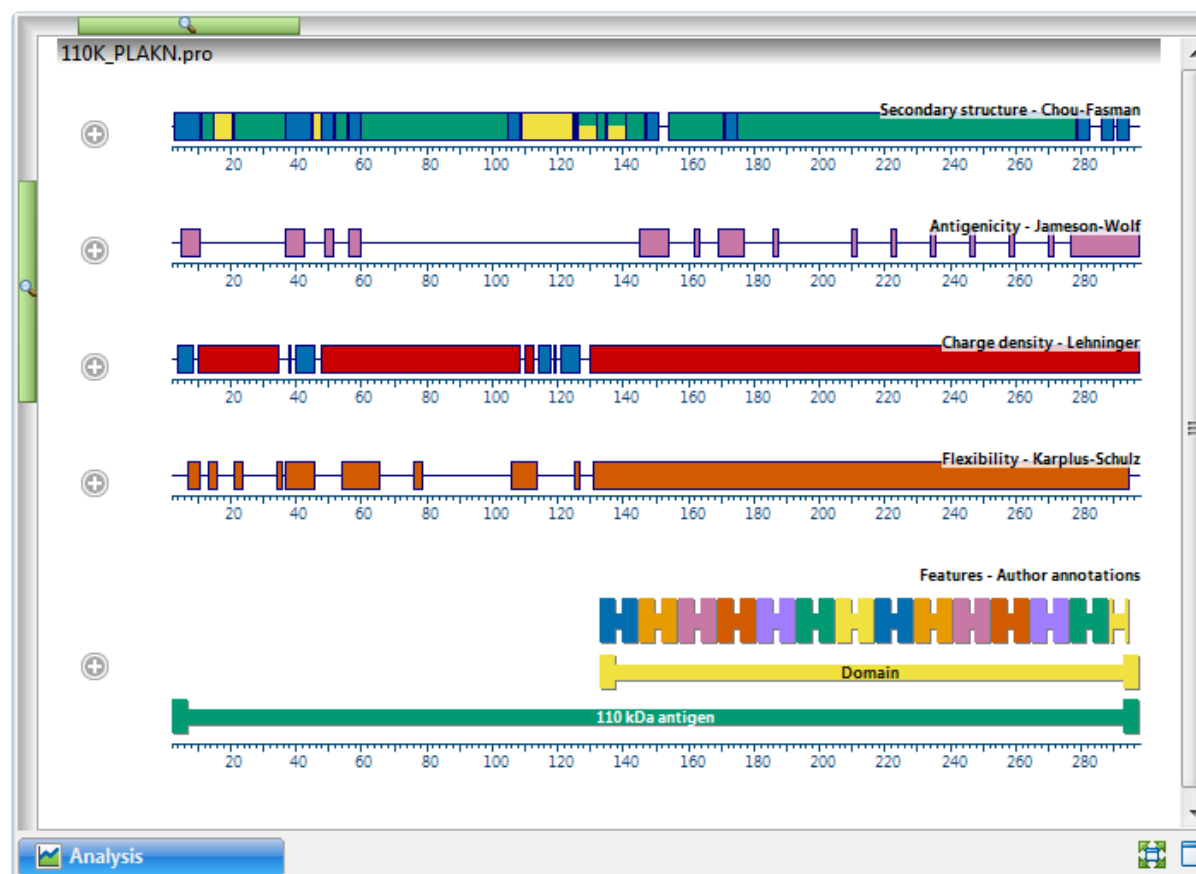 110K_PLAKN.pro
Secondary structure - Chou-Fasman
20 40 60 80 100 120 140 160 180 200 220 240 260 280
Antigenicity - Jameson-Wolf
20 40 60 80 100 120 140 160 180 200 220 240 260 280
Charge density - Lehninger
20 40 60 80 100 120 140 160 180 200 220 240 260 280
Flexibility - Karplus-Schulz
20 40 60 80 100 120 140 160 180 200 220 240 260 280
Features - Author annotations
Domain
110 kDa antigen
20 40 60 80 100 120 140 160 180 200 220 240 260 280
Analysis